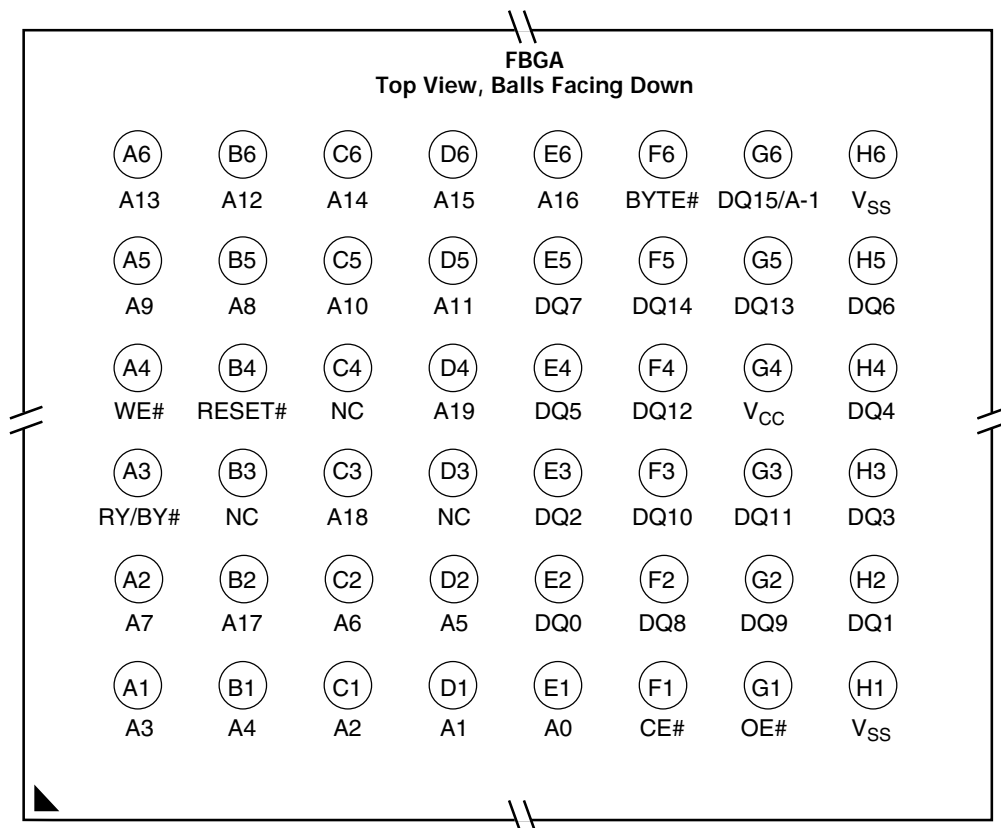 FBGA
Top View, Balls Facing Down
A6 B6 C6 D6 E6 F6 G6 H6
A13 A12 A14 A15 A16 BYTE# DQ15/A-1 VSS
A5 B5 C5 D5 E5 F5 G5 H5
A9 A8 A10 A11 DQ7 DQ14 DQ13 DQ6
A4 B4 C4 D4 E4 F4 G4 H4
WE# RESET# NC A19 DQ5 DQ12 VCC DQ4
A3 B3 C3 D3 E3 F3 G3 H3
RY/BY# NC A18 NC DQ2 DQ10 DQ11 DQ3
A2 B2 C2 D2 E2 F2 G2 H2
A7 A17 A6 A5 DQ0 DQ8 DQ9 DQ1
A1 B1 C1 D1 E1 F1 G1 H1
A3 A4 A2 A1 A0 CE# OE# VSS